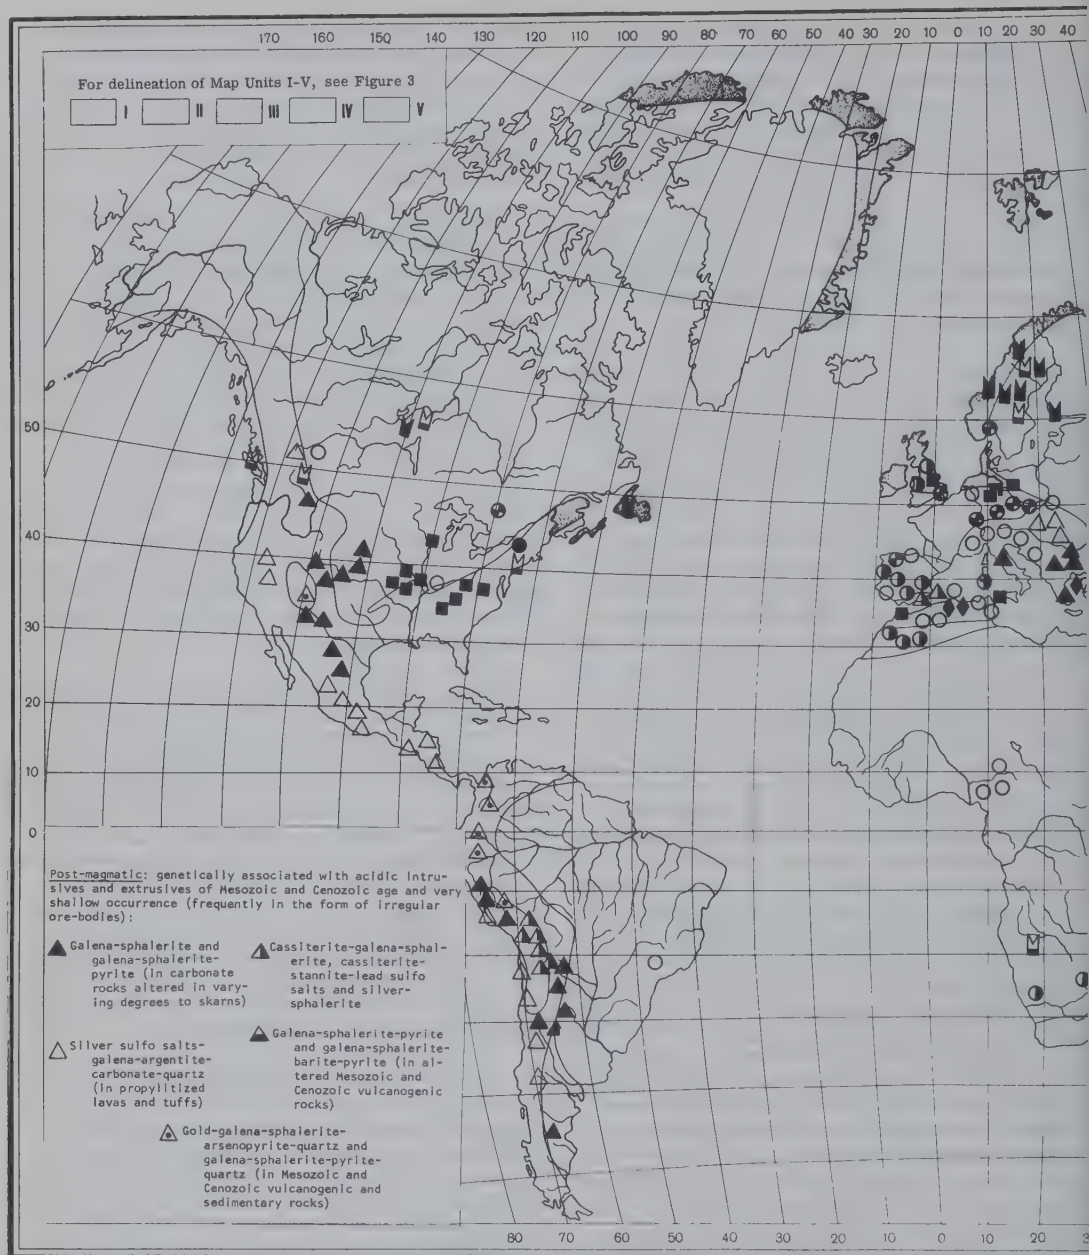 170 160 150 140 130 120 110 100 90 80 70 60 50 40 30 20 10 0 10 20 30 40
For delineation of Map Units I-V, see Figure 3
I II III IV V
50
40
30
20
10
0
Post-magmatic: genetically associated with acidic intru-
sives and extrusives of Mesozoic and Cenozoic age and very
shallow occurrence (frequently in the form of irregular
ore-bodies):
Galena-sphalerite and
galena-sphalerite-
pyrite (in carbonate
rocks altered in vary-
ing degrees to skarns)
Cassiterite-galena-sphal-
erite, cassiterite-
stannite-lead sulfo
salts and silver-
sphalerite
Silver sulfo salts-
galena-argentite-
carbonate-quartz
(in propylitized
lavas and tuffs)
Galena-sphalerite-pyrite
and galena-sphalerite-
barite-pyrite (in al-
tered Mesozoic and
Cenozoic vulcanogenic
rocks)
Gold-galena-sphalerite-
arsenopyrite-quartz and
galena-sphalerite-pyrite-
quartz (in Mesozoic and
Cenozoic vulcanogenic and
sedimentary rocks)
80 70 60 50 40 30 20 10 0 10 20